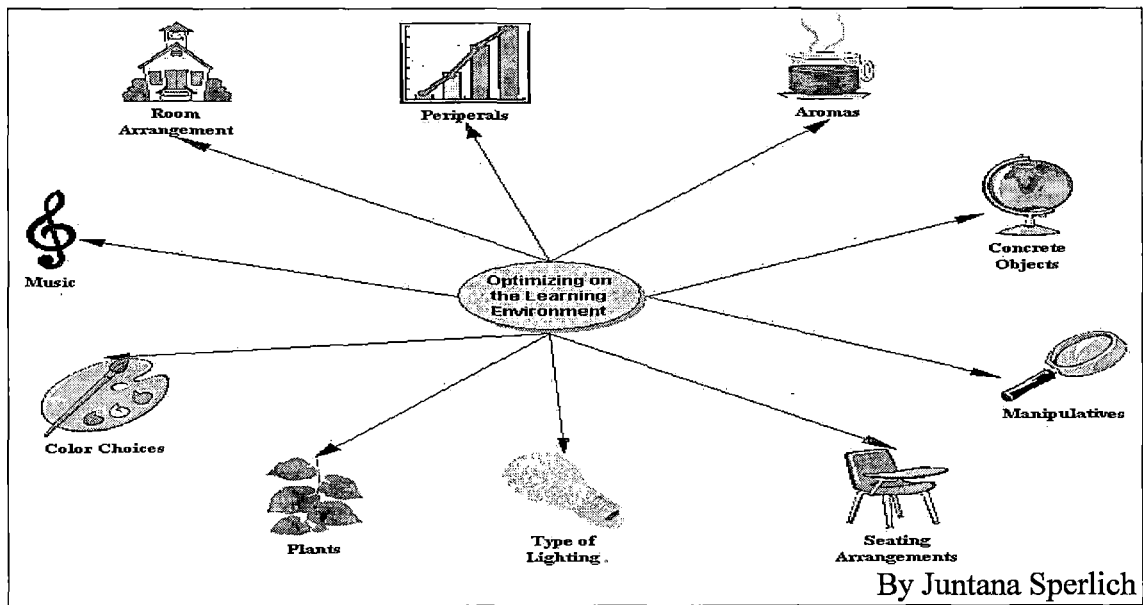 Room
Arrangement
Periperals
Aromas
Concrete
Objects
Music
Optimizing on
the Learning
Environment
Manipulatives
Color Choices
Plants
Type of
Lighting
Seating
Arrangements
By Juntana Sperlich